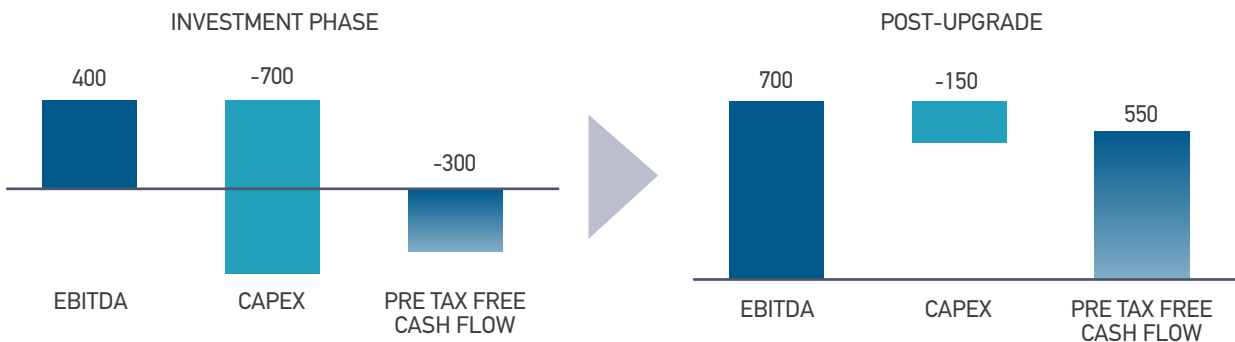 INVESTMENT PHASE
400
-700
-300
EBITDA
CAPEX
PRE TAX FREE
CASH FLOW
POST-UPGRADE
700
-150
550
EBITDA
CAPEX
PRE TAX FREE
CASH FLOW